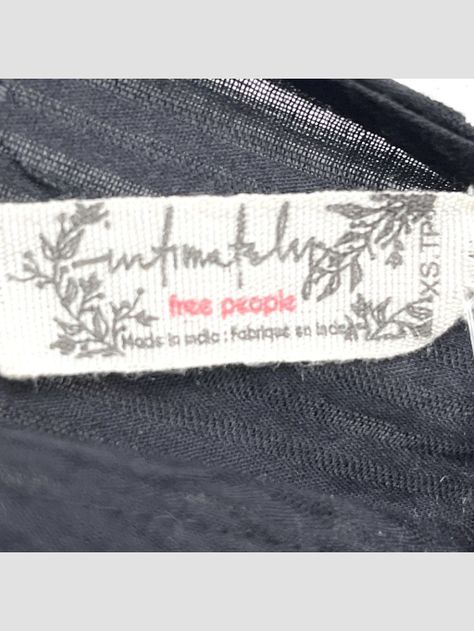 intimately
free people
Made in India : Fabriqué en Inde
XS. TP